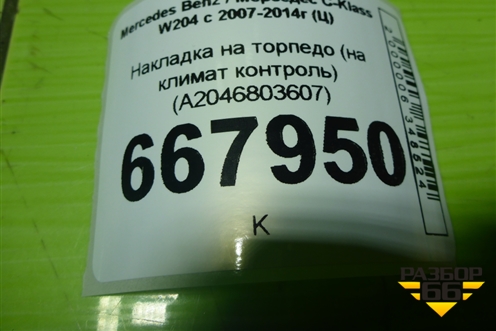 Mercedes Benz / Мерседес C-Klass
W204 с 2007-2014г (Ц)
Накладка на торпедо (на
климат контроль)
(A2046803607)
667950
К
РАЗБОР
66